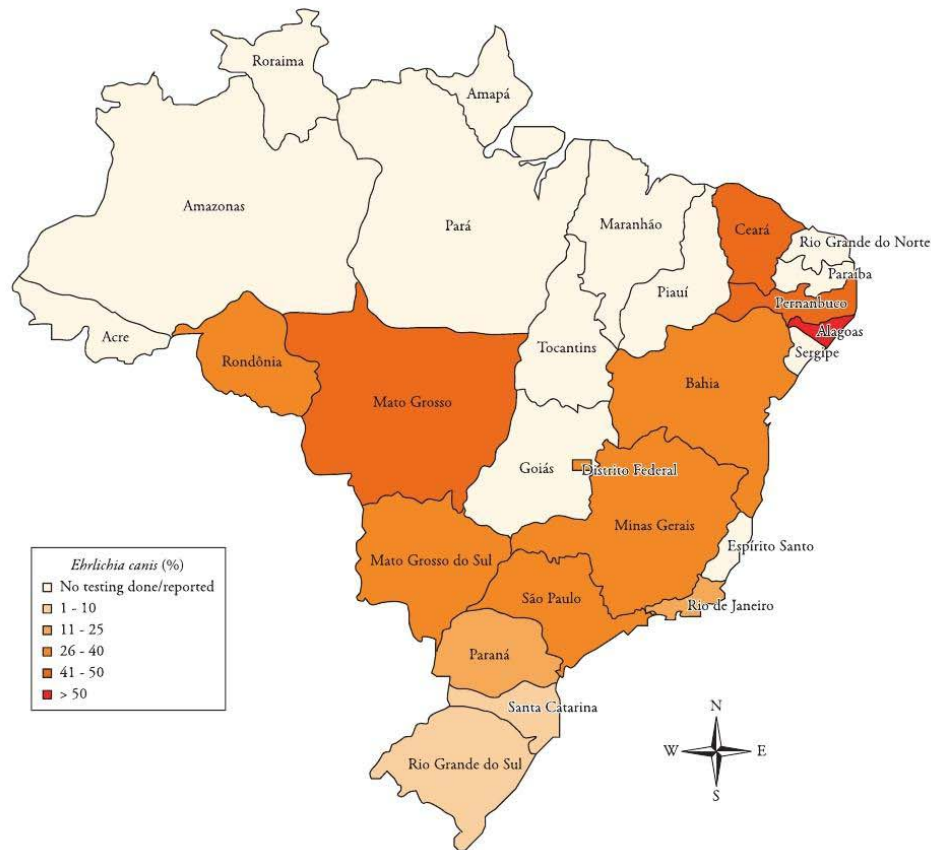 Roraima
Amapá
Amazonas
Pará
Maranhão
Ceará
Rio Grande do Norte
Paraíba
Piauí
Pernanbuco
Alagoas
Sergipe
Acre
Rondônia
Tocantins
Bahia
Mato Grosso
Goiás
Distrito Federal
Minas Gerais
Espírito Santo
Mato Grosso do Sul
São Paulo
Rio de Janeiro
Paraná
Santa Catarina
Rio Grande do Sul
Ehrlichia canis (%)
No testing done/reported
1 - 10
11 - 25
26 - 40
41 - 50
> 50
N
W
E
S